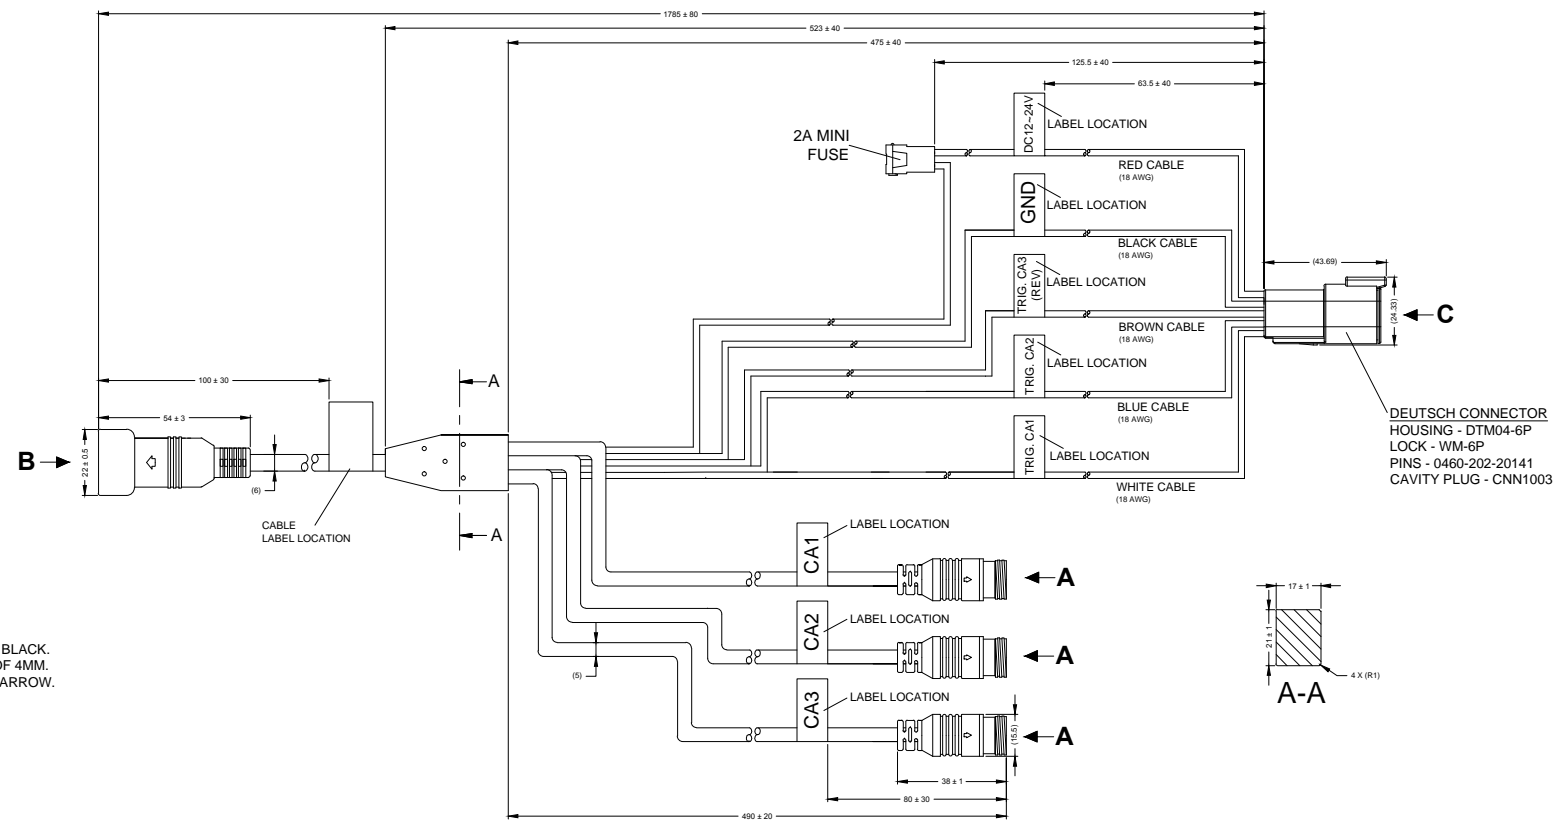 1785 ± 80
523 ± 40
475 ± 40
125.5 ± 40
63.5 ± 40
DC12~24V
LABEL LOCATION
2A MINI
FUSE
RED CABLE
(18 AWG)
GND
LABEL LOCATION
BLACK CABLE
(18 AWG)
TRIG. CA3
(REV)
LABEL LOCATION
BROWN CABLE
(18 AWG)
TRIG. CA2
LABEL LOCATION
BLUE CABLE
(18 AWG)
TRIG. CA1
LABEL LOCATION
WHITE CABLE
(18 AWG)
(43.69)
(24.33)
C
DEUTSCH CONNECTOR
HOUSING - DTM04-6P
LOCK - WM-6P
PINS - 0460-202-20141
CAVITY PLUG - CNN1003
100 ± 30
54 ± 3
B
22 ± 0.5
(6)
CABLE
LABEL LOCATION
A
A
CA1
LABEL LOCATION
A
CA2
LABEL LOCATION
A
(5)
CA3
LABEL LOCATION
A
(15.5)
38 ± 1
80 ± 30
490 ± 20
17 ± 1
21 ± 1
4 X (R1)
A-A
BLACK.
OF 4MM.
ARROW.